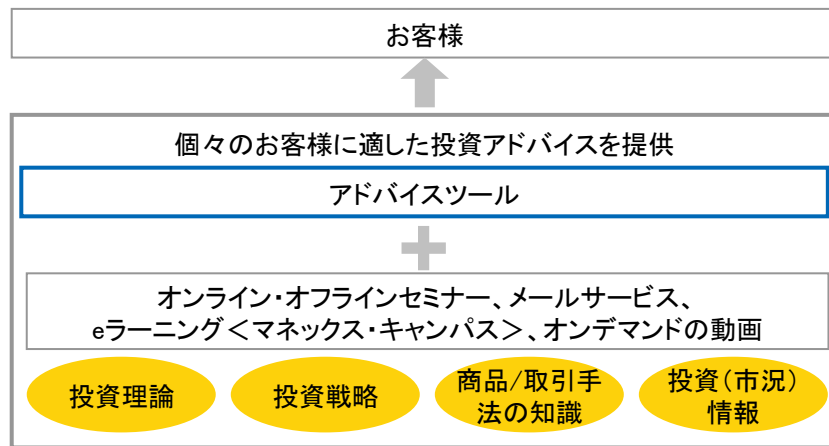 お客様
個々のお客様に適した投資アドバイスを提供
アドバイスツール
オンライン・オフラインセミナー、メールサービス、
eラーニング＜マネックス・キャンパス＞、オンデマンドの動画
投資理論
投資戦略
商品/取引手
法の知識
投資(市況)
情報